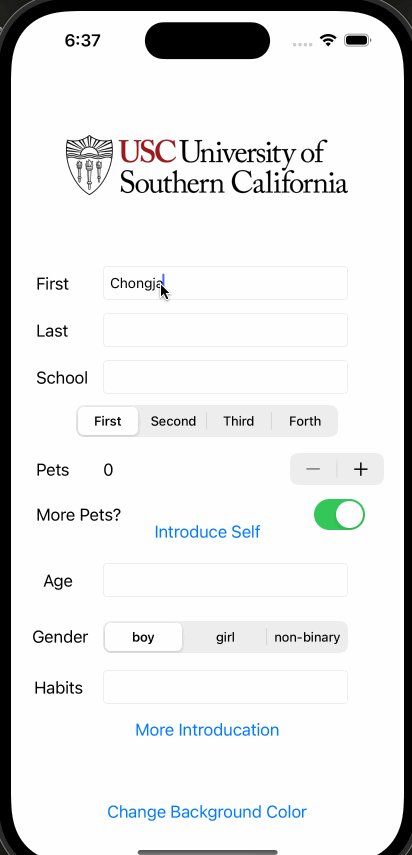 6:37
USC University of
Southern California
First Chongja
Last
School
First Second Third Forth
Pets 0
More Pets?
Introduce Self
Age
Gender boy girl non-binary
Habits
More Introducation
Change Background Color